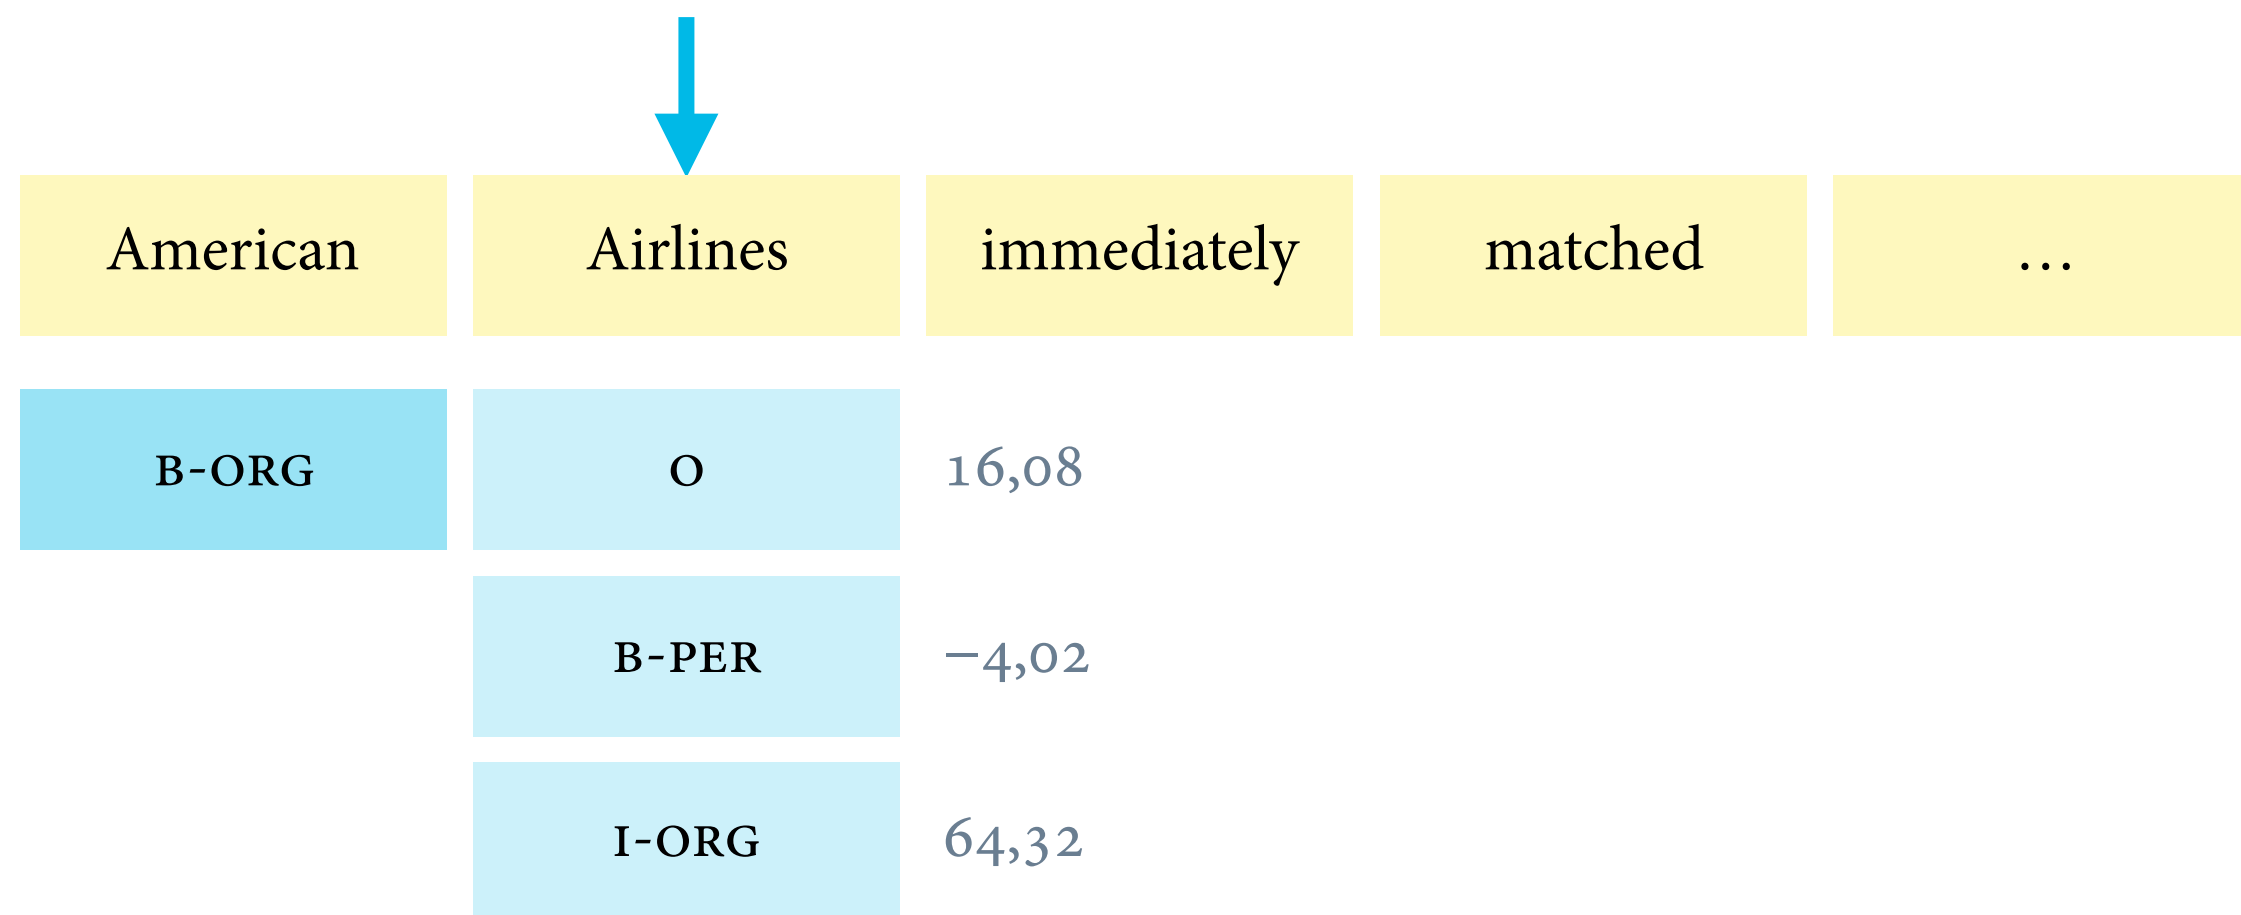 American Airlines immediately matched …
B-ORG O 16,08
B-PER −4,02
I-ORG 64,32